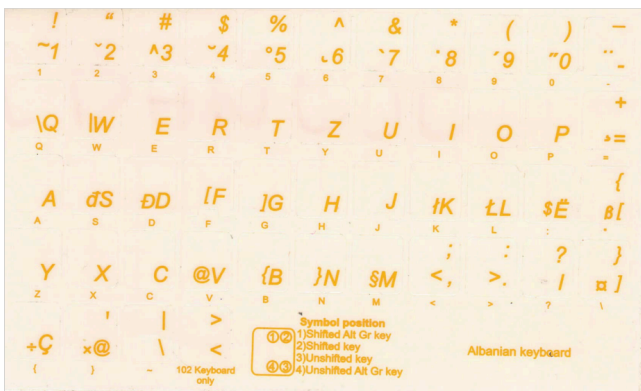 ! “ # $ % ^ & * ( ) _
~1 ˇ2 ^3 ˘4 °5 ˛6 `7 ˙8 ´9 ˝0 ¨-
1 2 3 4 5 6 7 8 9 0 -
+
\Q |W E R T Z U I O P ¸=
Q W E R T Y U I O P =
{
A đS ĐD [F ]G H J łK ŁL $Ë ß[
A S D F G H J K L : "
; : ? }
Y X C @V {B }N §M <, >. / ¤]
Z X C V B N M < > ? \
' | >
÷Ç ×@ \ <
{ } ~ 102 Keyboard
only
Symbol position
①② 1)Shifted Alt Gr key
2)Shifted key
3)Unshifted key
④③ 4)Unshifted Alt Gr key
Albanian keyboard